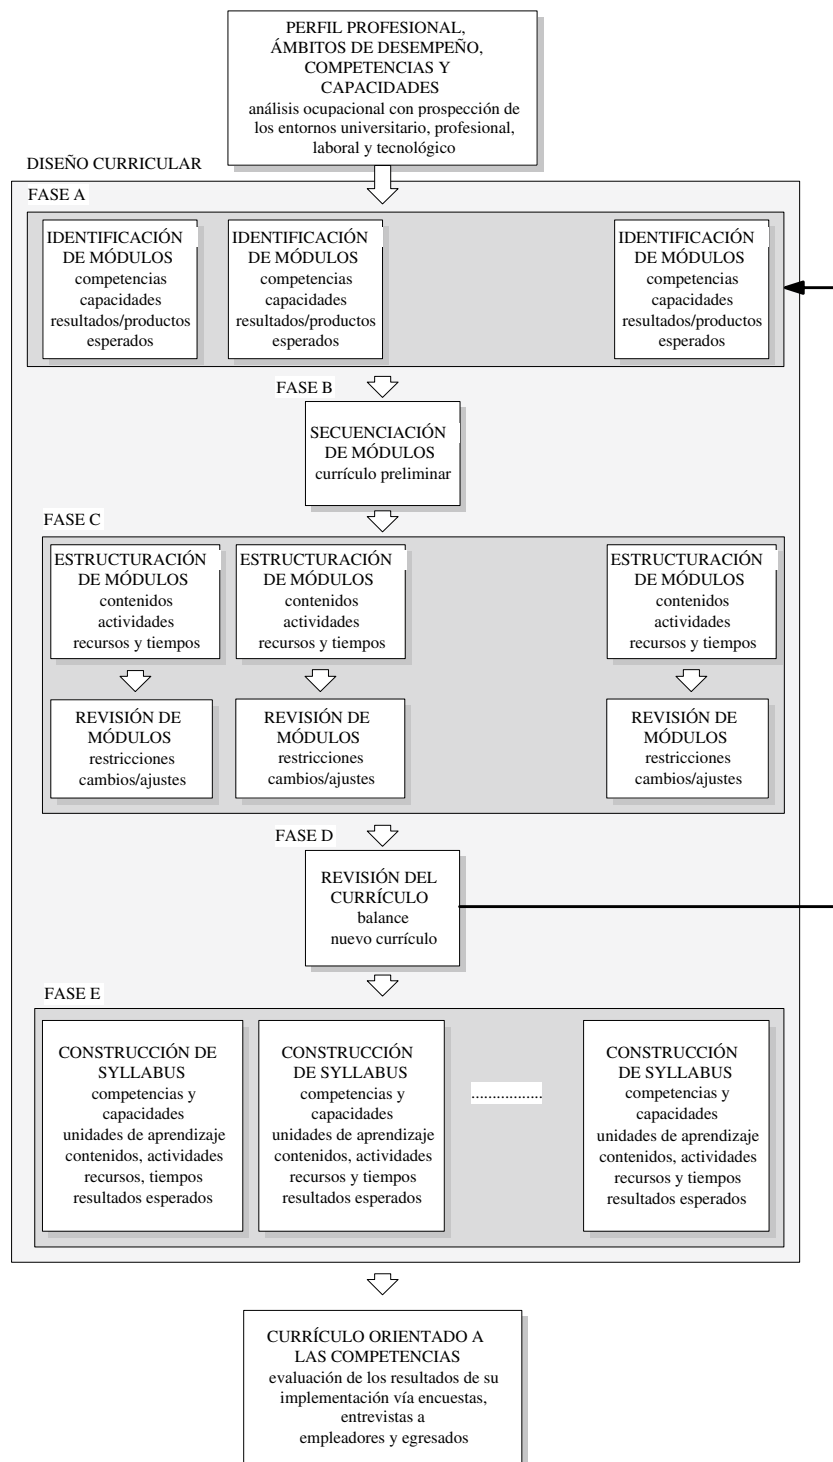 PERFIL PROFESIONAL,
ÁMBITOS DE DESEMPEÑO,
COMPETENCIAS Y
CAPACIDADES
análisis ocupacional con prospección de
los entornos universitario, profesional,
laboral y tecnológico
DISEÑO CURRICULAR
FASE A
IDENTIFICACIÓN
DE MÓDULOS
competencias
capacidades
resultados/productos
esperados
IDENTIFICACIÓN
DE MÓDULOS
competencias
capacidades
resultados/productos
esperados
IDENTIFICACIÓN
DE MÓDULOS
competencias
capacidades
resultados/productos
esperados
FASE B
SECUENCIACIÓN
DE MÓDULOS
currículo preliminar
FASE C
ESTRUCTURACIÓN
DE MÓDULOS
contenidos
actividades
recursos y tiempos
ESTRUCTURACIÓN
DE MÓDULOS
contenidos
actividades
recursos y tiempos
ESTRUCTURACIÓN
DE MÓDULOS
contenidos
actividades
recursos y tiempos
REVISIÓN DE
MÓDULOS
restricciones
cambios/ajustes
REVISIÓN DE
MÓDULOS
restricciones
cambios/ajustes
REVISIÓN DE
MÓDULOS
restricciones
cambios/ajustes
FASE D
REVISIÓN DEL
CURRÍCULO
balance
nuevo currículo
FASE E
CONSTRUCCIÓN DE
SYLLABUS
competencias y
capacidades
unidades de aprendizaje
contenidos, actividades
recursos, tiempos
resultados esperados
CONSTRUCCIÓN
DE SYLLABUS
competencias y
capacidades
unidades de aprendizaje
contenidos, actividades
recursos y tiempos
resultados esperados
.................
CONSTRUCCIÓN
DE SYLLABUS
competencias y
capacidades
unidades de aprendizaje
contenidos, actividades
recursos y tiempos
resultados esperados
CURRÍCULO ORIENTADO A
LAS COMPETENCIAS
evaluación de los resultados de su
implementación vía encuestas,
entrevistas a
empleadores y egresados